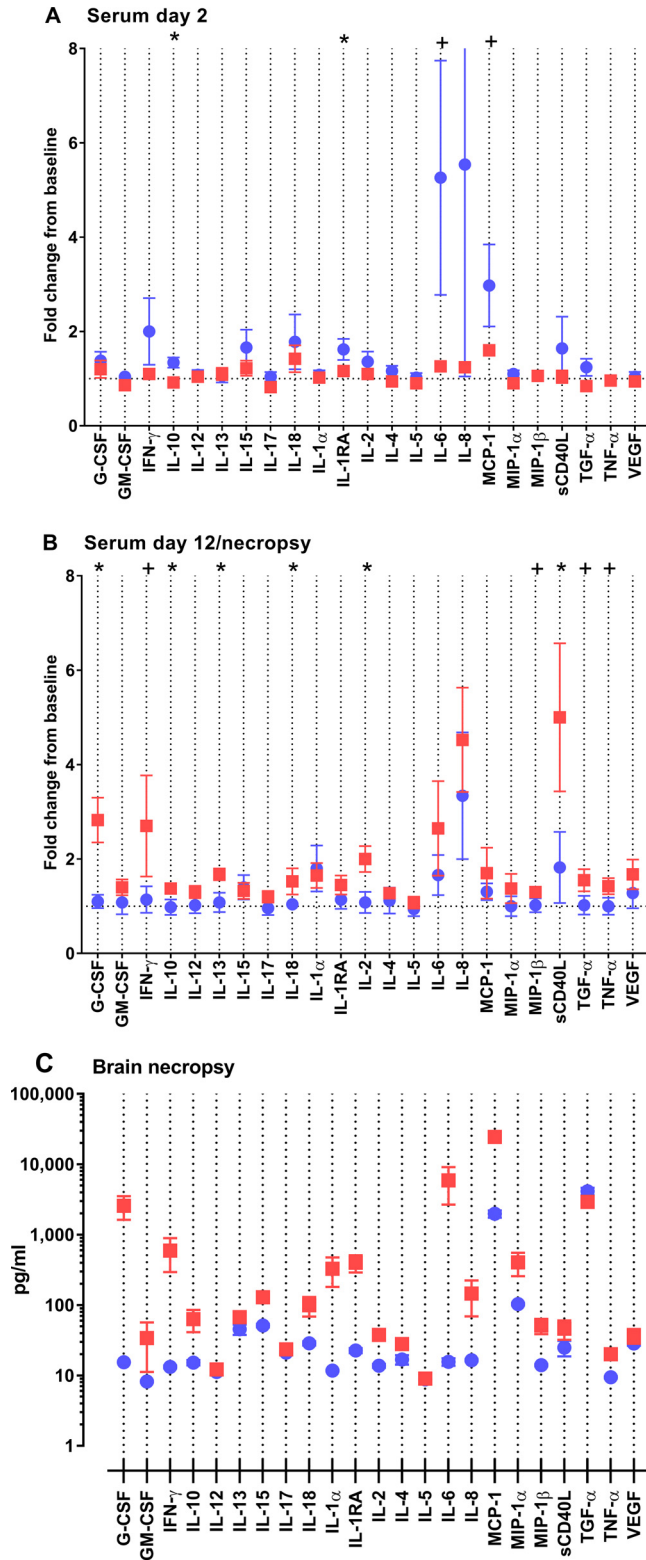 A Serum day 2
* * + +
8
6
4
2
0
Fold change from baseline
G-CSF
GM-CSF
IFN-γ
IL-10
IL-12
IL-13
IL-15
IL-17
IL-18
IL-1α
IL-1RA
IL-2
IL-4
IL-5
IL-6
IL-8
MCP-1
MIP-1α
MIP-1β
sCD40L
TGF-α
TNF-α
VEGF
B Serum day 12/necropsy
* + * * * * + * + +
8
6
4
2
0
Fold change from baseline
G-CSF
GM-CSF
IFN-γ
IL-10
IL-12
IL-13
IL-15
IL-17
IL-18
IL-1α
IL-1RA
IL-2
IL-4
IL-5
IL-6
IL-8
MCP-1
MIP-1α
MIP-1β
sCD40L
TGF-α
TNF-α
VEGF
C Brain necropsy
100,000
10,000
1,000
100
10
1
pg/ml
G-CSF
GM-CSF
IFN-γ
IL-10
IL-12
IL-13
IL-15
IL-17
IL-18
IL-1α
IL-1RA
IL-2
IL-4
IL-5
IL-6
IL-8
MCP-1
MIP-1α
MIP-1β
sCD40L
TGF-α
TNF-α
VEGF